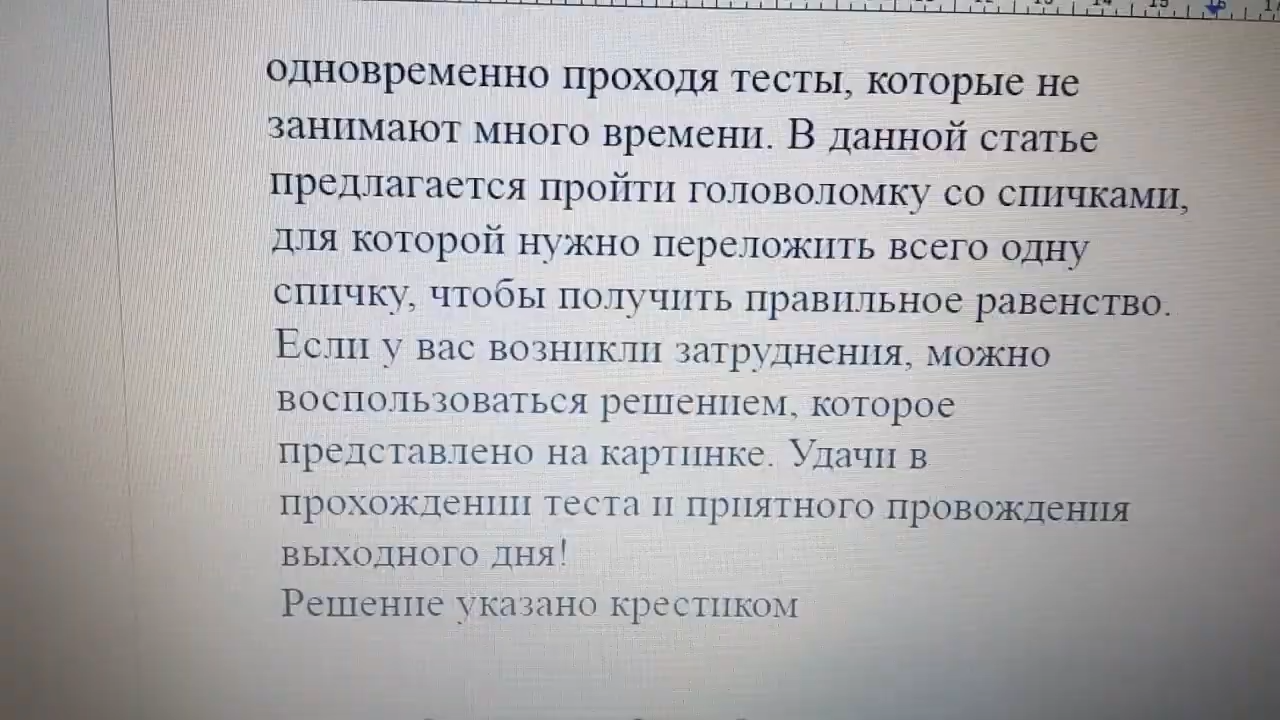 одновременно проходя тесты, которые не
занимают много времени. В данной статье
предлагается пройти головоломку со спичками,
для которой нужно переложить всего одну
спичку, чтобы получить правильное равенство.
Если у вас возникли затруднения, можно
воспользоваться решением, которое
представлено на картинке. Удачи в
прохождении теста и приятного провождения
выходного дня!
Решение указано крестиком